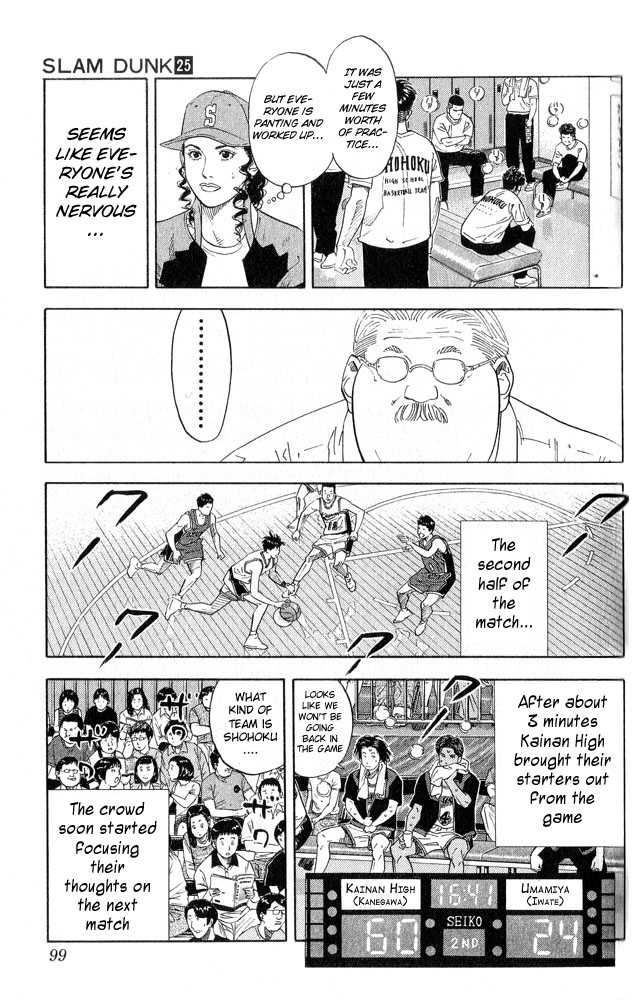 SLAM DUNK 25
IT WAS
JUST A
FEW
MINUTES
WORTH
OF PRAC-
TICE...
BUT EVE-
RYONE IS
PANTING AND
WORKED UP...
SHOHOKU
HIGH SCHOOL
BASKETBALL TEAM
S
SEEMS
LIKE EVE-
RYONE'S
REALLY
NERVOUS
...
.........
The
second
half of
the
match...
After about
3 minutes
Kainan High
brought their
starters out
from the
game
LOOKS
LIKE WE
WON'T BE
GOING
BACK IN
THE GAME
4
KAINAN HIGH
(KANEGAWA)
16:41
UMAMIYA
(IWATE)
60
SEIKO
2ND
24
WHAT
KIND OF
TEAM IS
SHOHOKU
....
The crowd
soon started
focusing
their
thoughts on
the next
match
99